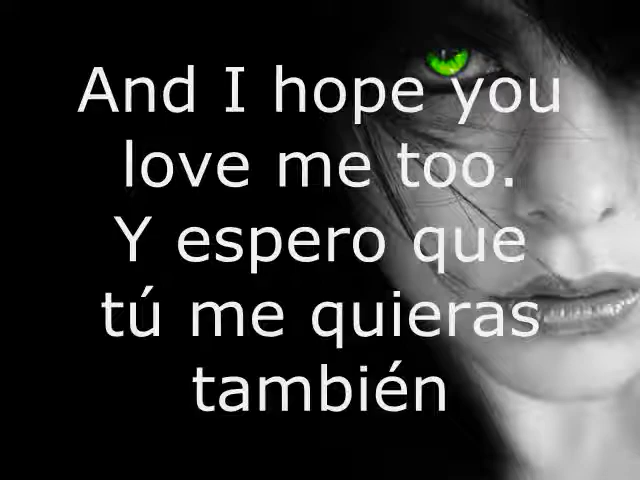 And I hope you
love me too.
Y espero que
tú me quieras
también